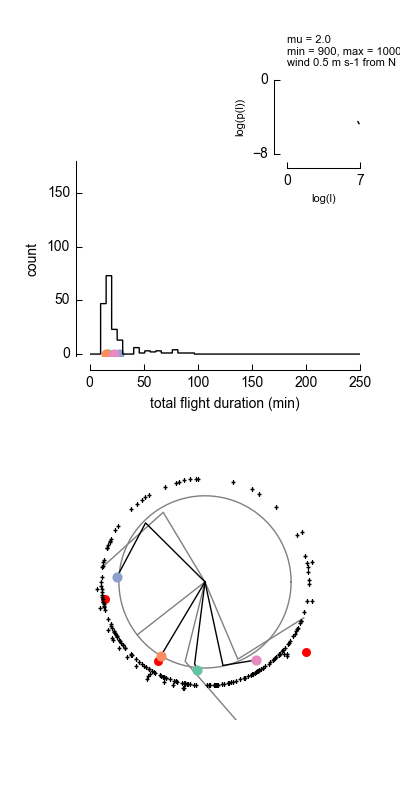 mu = 2.0
min = 900, max = 1000
wind 0.5 m s-1 from N
0
log(p(l))
−8
0 7
log(l)
150
100
50
0
count
0 50 100 150 200 250
total flight duration (min)